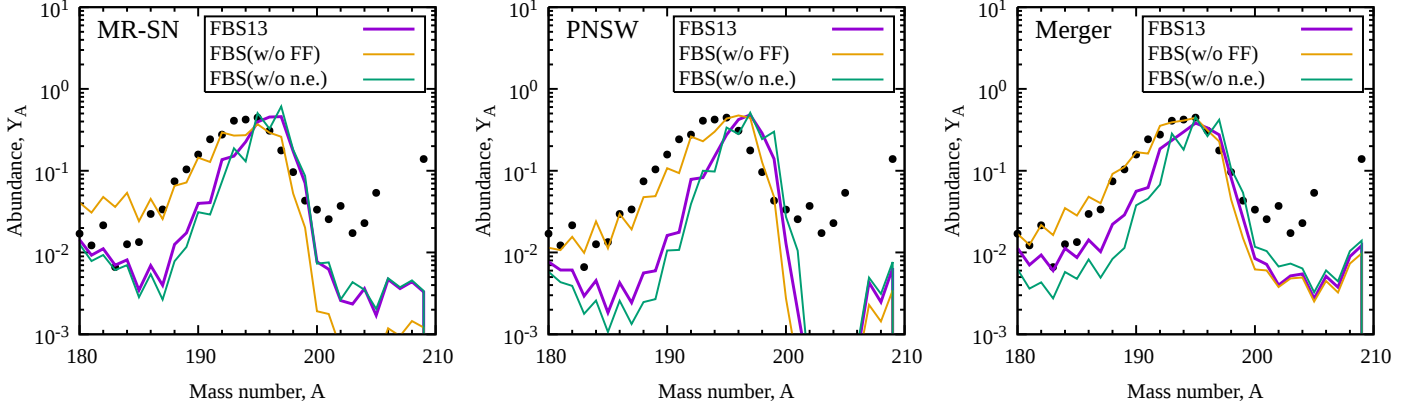 MR-SN
FBS13
FBS(w/o FF)
FBS(w/o n.e.)
Abundance, Y_A
10^1
10^0
10^-1
10^-2
10^-3
180 190 200 210
Mass number, A
PNSW
FBS13
FBS(w/o FF)
FBS(w/o n.e.)
Abundance, Y_A
10^1
10^0
10^-1
10^-2
10^-3
180 190 200 210
Mass number, A
Merger
FBS13
FBS(w/o FF)
FBS(w/o n.e.)
Abundance, Y_A
10^1
10^0
10^-1
10^-2
10^-3
180 190 200 210
Mass number, A